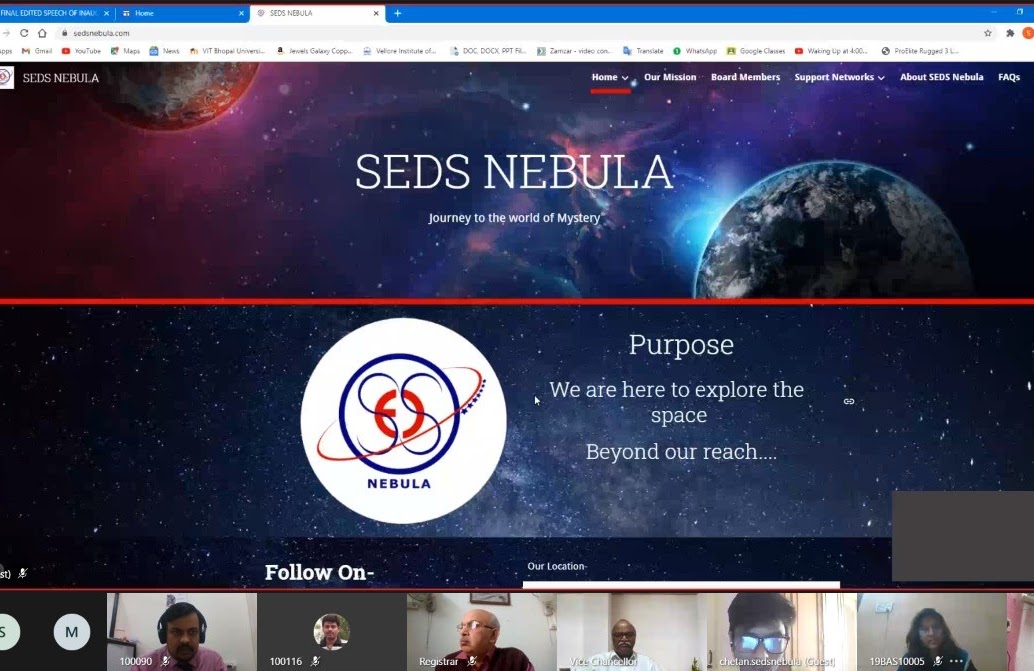 FINAL EDITED SPEECH OF INAU
Home
SEDS NEBULA
sedsnebula.com
pps
Gmail
YouTube
Maps
News
VIT Bhopal Universi...
Jewels Galaxy Copp...
Vellore Institute of...
DOC, DOCX, PPT Fil...
Zamzar - video con...
Translate
WhatsApp
Google Classes
Waking Up at 4:00...
ProElite Rugged 3 L...
SEDS NEBULA
Home
Our Mission
Board Members
Support Networks
About SEDS Nebula
FAQs
SEDS NEBULA
Journey to the world of Mystery
Purpose
We are here to explore the
space
Beyond our reach....
NEBULA
Follow On-
Our Location-
st)
S
M
100090
100116
Registrar
Vice Chancellor
chetan.sedsnebula (Guest)
19BAS10005